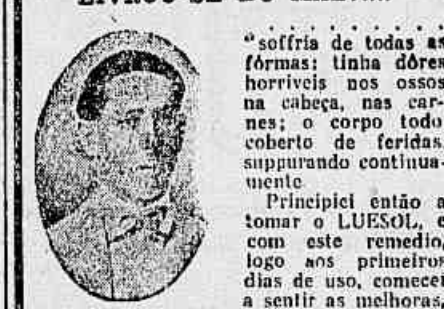 "soffria de todas as
fórmas: tinha dôres
horriveis nos ossos
na cabeça, nas car-
nes; o corpo todo
coberto de feridas
suppurando continua-
mente
Principiei então a
tomar o LUESOL, e
com este remedio,
logo aos primeiros
dias de uso, comecei
a sentir as melhoras,